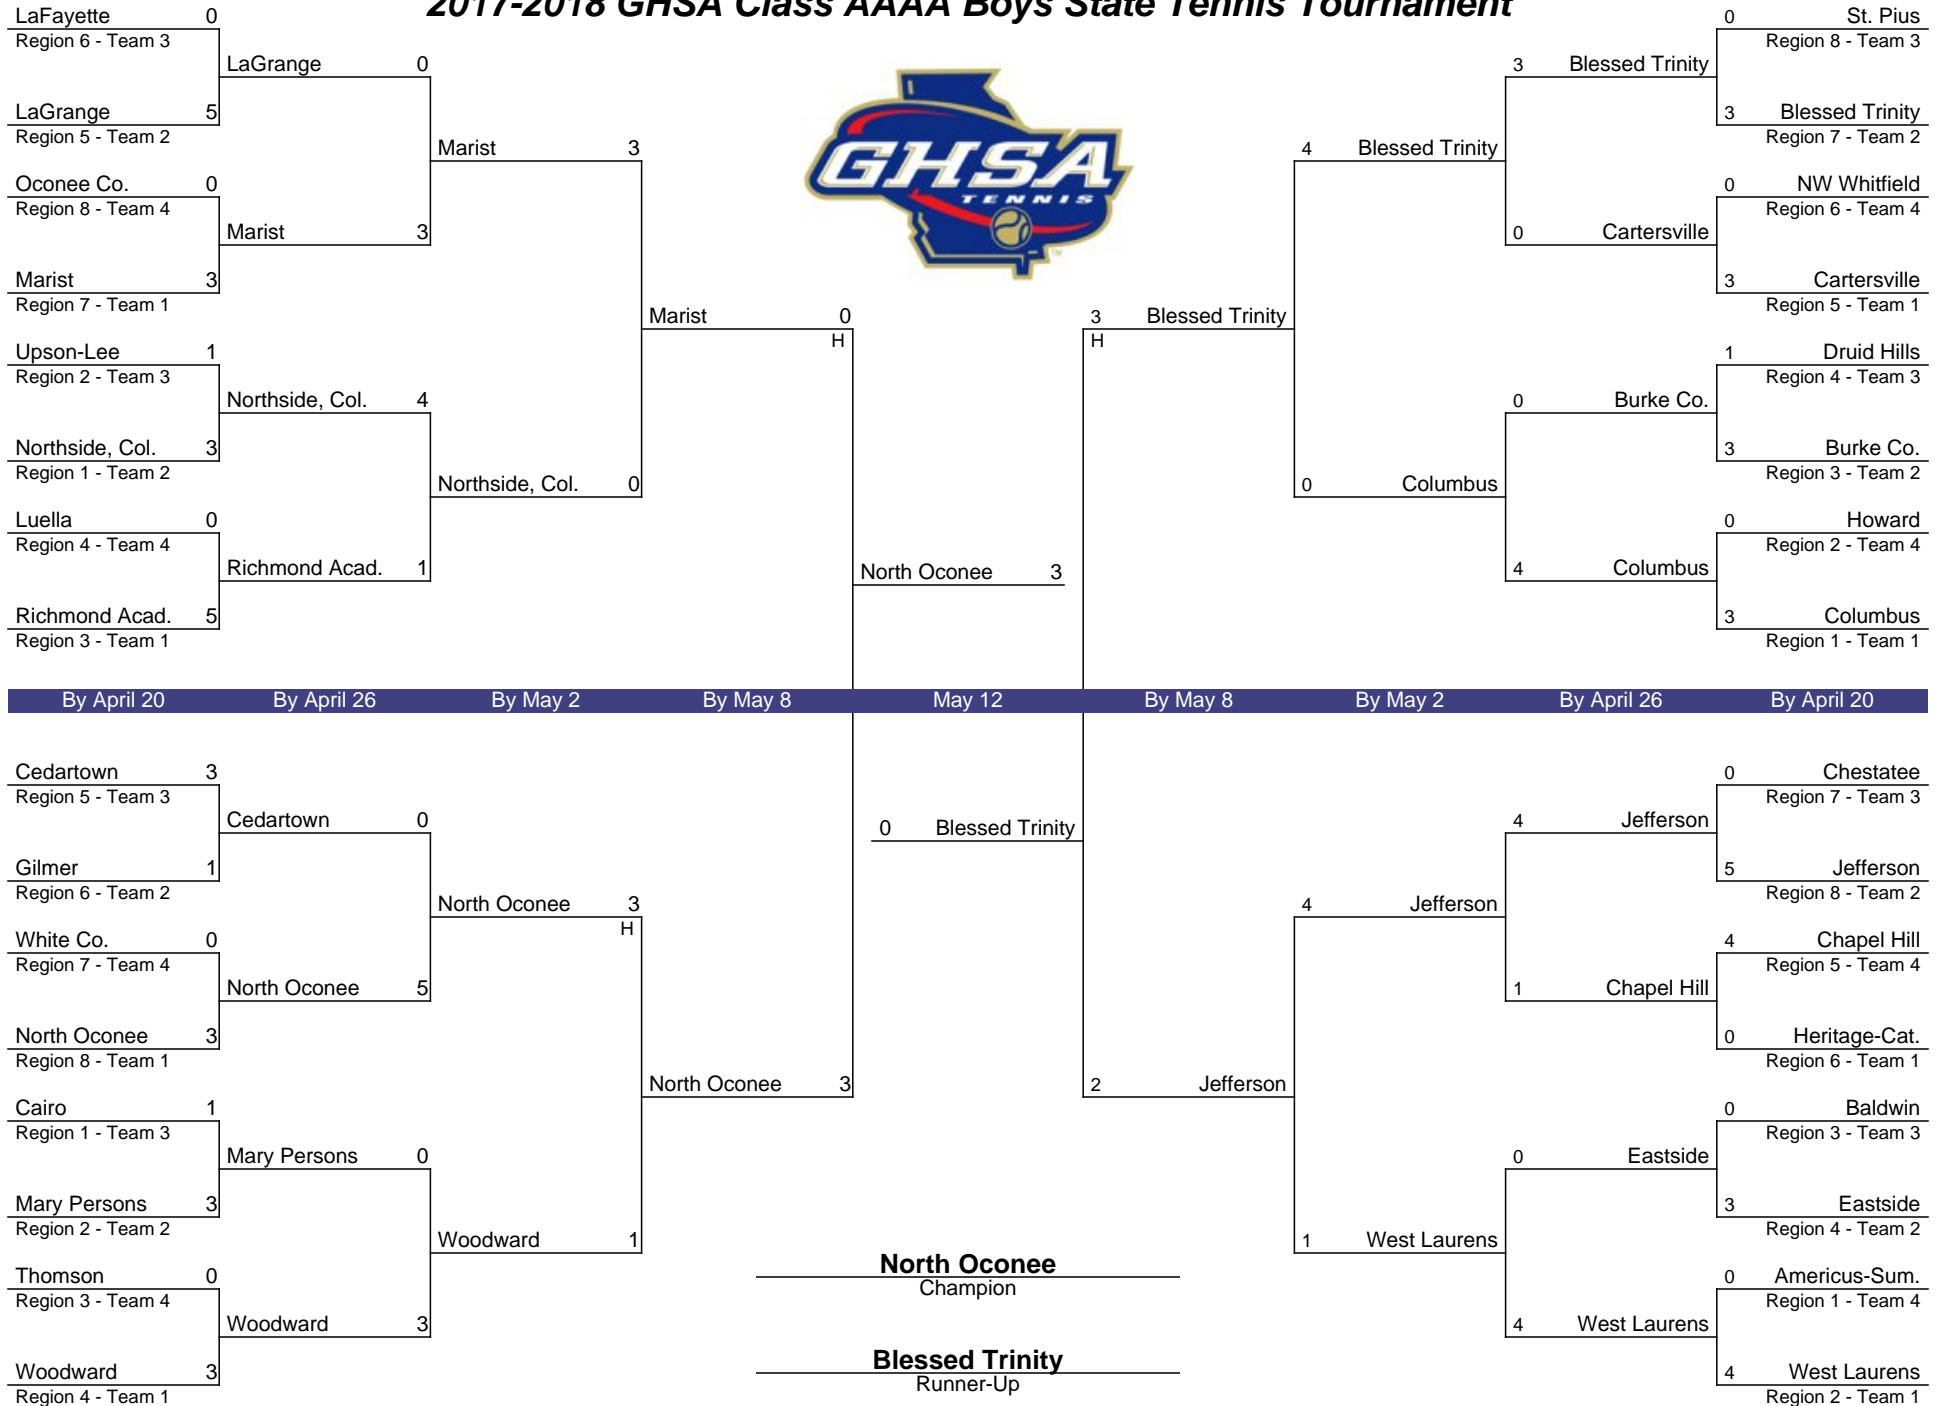 2017-2018 GHSA Class AAAA Boys State Tennis Tournament
LaFayette 0
Region 6 - Team 3
LaGrange 5
Region 5 - Team 2
Oconee Co. 0
Region 8 - Team 4
Marist 3
Region 7 - Team 1
Upson-Lee 1
Region 2 - Team 3
Northside, Col. 3
Region 1 - Team 2
Luella 0
Region 4 - Team 4
Richmond Acad. 5
Region 3 - Team 1
LaGrange 0
Marist 3
Northside, Col. 4
Richmond Acad. 1
Marist 3
Northside, Col. 0
Marist 0
H
GHSA
TENNIS
TM
North Oconee 3
3 Blessed Trinity
H
4 Blessed Trinity
0 Columbus
3 Blessed Trinity
0 Cartersville
0 Burke Co.
4 Columbus
0 St. Pius
Region 8 - Team 3
3 Blessed Trinity
Region 7 - Team 2
0 NW Whitfield
Region 6 - Team 4
3 Cartersville
Region 5 - Team 1
1 Druid Hills
Region 4 - Team 3
3 Burke Co.
Region 3 - Team 2
0 Howard
Region 2 - Team 4
3 Columbus
Region 1 - Team 1
By April 20 By April 26 By May 2 By May 8 May 12 By May 8 By May 2 By April 26 By April 20
Cedartown 3
Region 5 - Team 3
Gilmer 1
Region 6 - Team 2
White Co. 0
Region 7 - Team 4
North Oconee 3
Region 8 - Team 1
Cairo 1
Region 1 - Team 3
Mary Persons 3
Region 2 - Team 2
Thomson 0
Region 3 - Team 4
Woodward 3
Region 4 - Team 1
Cedartown 0
North Oconee 5
Mary Persons 0
Woodward 3
North Oconee 3
H
Woodward 1
North Oconee 3
0 Blessed Trinity
2 Jefferson
4 Jefferson
1 West Laurens
4 Jefferson
1 Chapel Hill
0 Eastside
4 West Laurens
0 Chestatee
Region 7 - Team 3
5 Jefferson
Region 8 - Team 2
4 Chapel Hill
Region 5 - Team 4
0 Heritage-Cat.
Region 6 - Team 1
0 Baldwin
Region 3 - Team 3
3 Eastside
Region 4 - Team 2
0 Americus-Sum.
Region 1 - Team 4
4 West Laurens
Region 2 - Team 1
North Oconee
Champion
Blessed Trinity
Runner-Up